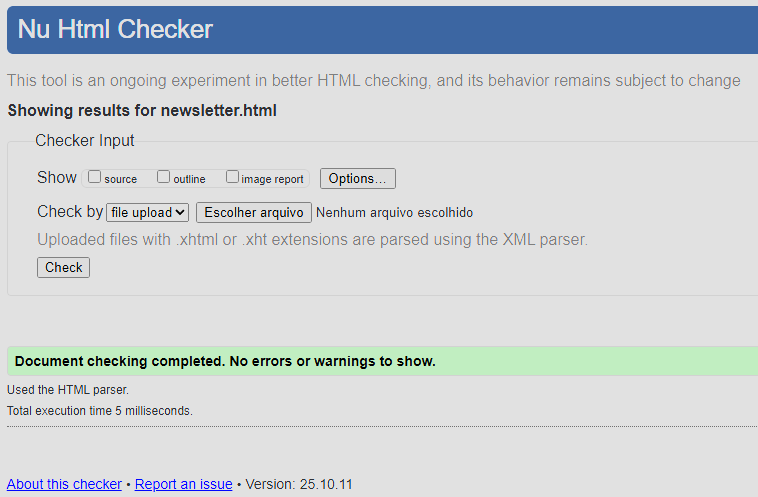 Nu Html Checker
This tool is an ongoing experiment in better HTML checking, and its behavior remains subject to change
Showing results for newsletter.html
Checker Input
Show source outline image report Options...
Check by file upload Escolher arquivo Nenhum arquivo escolhido
Uploaded files with .xhtml or .xht extensions are parsed using the XML parser.
Check
Document checking completed. No errors or warnings to show.
Used the HTML parser.
Total execution time 5 milliseconds.
About this checker • Report an issue • Version: 25.10.11